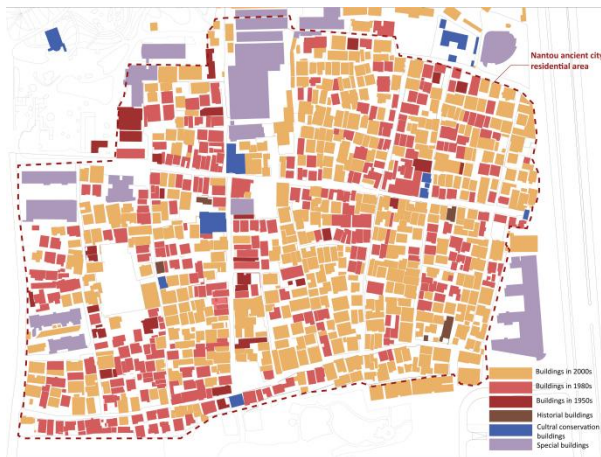 Nantou ancient city
residential area
Buildings in 2000s
Buildings in 1980s
Buildings in 1950s
Historial buildings
Cultral conservation
buildings
Special buildings